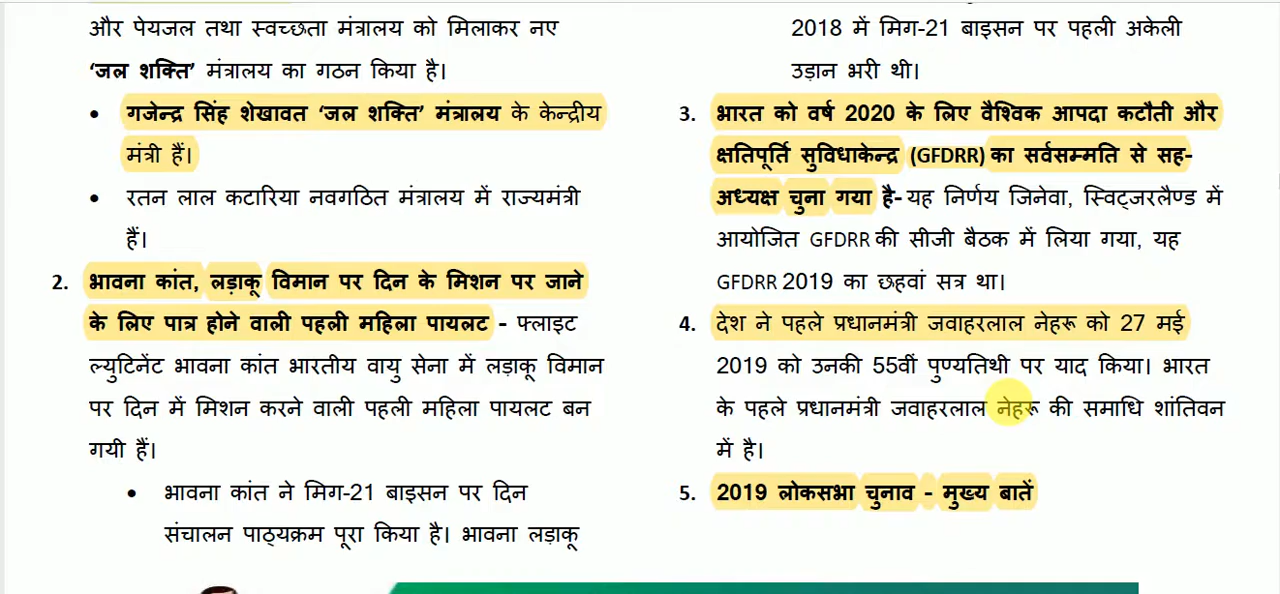 और पेयजल तथा स्वच्छता मंत्रालय को मिलाकर नए
‘जल शक्ति’ मंत्रालय का गठन किया है।
• गजेन्द्र सिंह शेखावत ‘जल शक्ति’ मंत्रालय के केन्द्रीय
मंत्री हैं।
• रतन लाल कटारिया नवगठित मंत्रालय में राज्यमंत्री
हैं।
2. भावना कांत, लड़ाकू विमान पर दिन के मिशन पर जाने
के लिए पात्र होने वाली पहली महिला पायलट - फ्लाइट
ल्युटिनेंट भावना कांत भारतीय वायु सेना में लड़ाकू विमान
पर दिन में मिशन करने वाली पहली महिला पायलट बन
गयी हैं।
• भावना कांत ने मिग-21 बाइसन पर दिन
संचालन पाठ्यक्रम पूरा किया है। भावना लड़ाकू
2018 में मिग-21 बाइसन पर पहली अकेली
उड़ान भरी थी।
3. भारत को वर्ष 2020 के लिए वैश्विक आपदा कटौती और
क्षतिपूर्ति सुविधाकेन्द्र (GFDRR) का सर्वसम्मति से सह-
अध्यक्ष चुना गया है- यह निर्णय जिनेवा, स्विट्जरलैण्ड में
आयोजित GFDRR की सीजी बैठक में लिया गया, यह
GFDRR 2019 का छहवां सत्र था।
4. देश ने पहले प्रधानमंत्री जवाहरलाल नेहरू को 27 मई
2019 को उनकी 55वीं पुण्यतिथी पर याद किया। भारत
के पहले प्रधानमंत्री जवाहरलाल नेहरू की समाधि शांतिवन
में है।
5. 2019 लोकसभा चुनाव - मुख्य बातें